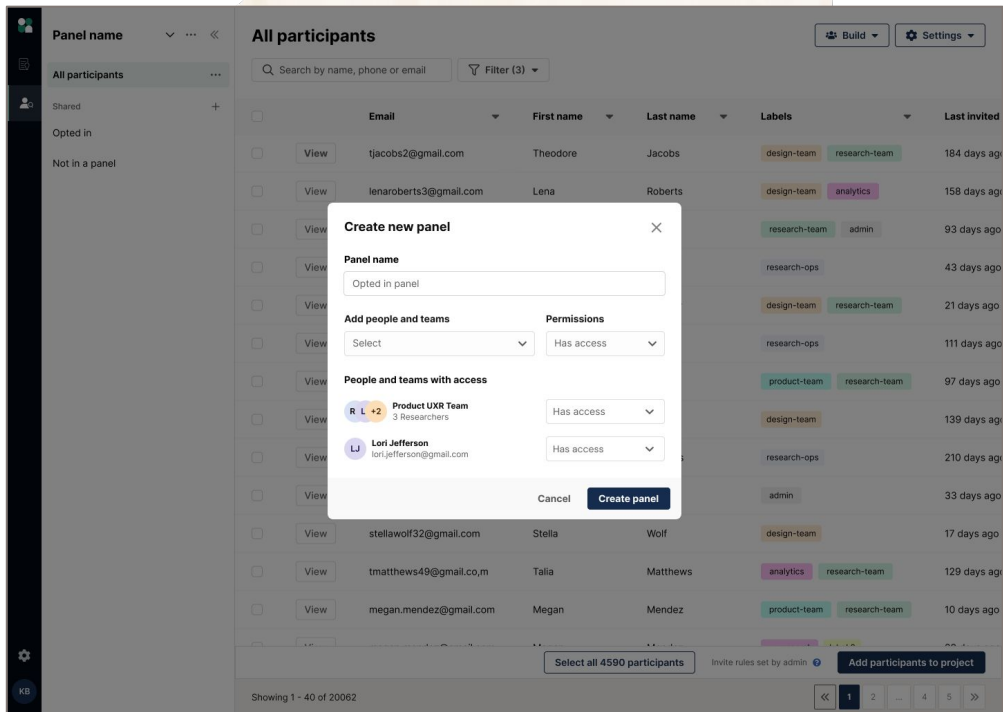 Panel name
All participants
Shared
Opted in
Not in a panel
KB
All participants
Build
Settings
Search by name, phone or email
Filter (3)
Email First name Last name Labels Last invited
View tjacobs2@gmail.com Theodore Jacobs design-team research-team 184 days ago
View lenaroberts3@gmail.com Lena Roberts design-team analytics 158 days ago
View research-team admin 93 days ago
View research-ops 43 days ago
View design-team research-team 21 days ago
View research-ops 111 days ago
View product-team research-team 97 days ago
View design-team 139 days ago
View research-ops 210 days ago
View admin 33 days ago
View stellawolf32@gmail.com Stella Wolf design-team 17 days ago
View tmatthews49@gmail.co,m Talia Matthews analytics research-team 129 days ago
View megan.mendez@gmail.com Megan Mendez product-team research-team 10 days ago
Create new panel
Panel name
Opted in panel
Add people and teams Permissions
Select Has access
People and teams with access
R L +2 Product UXR Team Has access
3 Researchers
LJ Lori Jefferson Has access
lori.jefferson@gmail.com
Cancel Create panel
Select all 4590 participants Invite rules set by admin ? Add participants to project
Showing 1 - 40 of 20062
1 2 ... 4 5